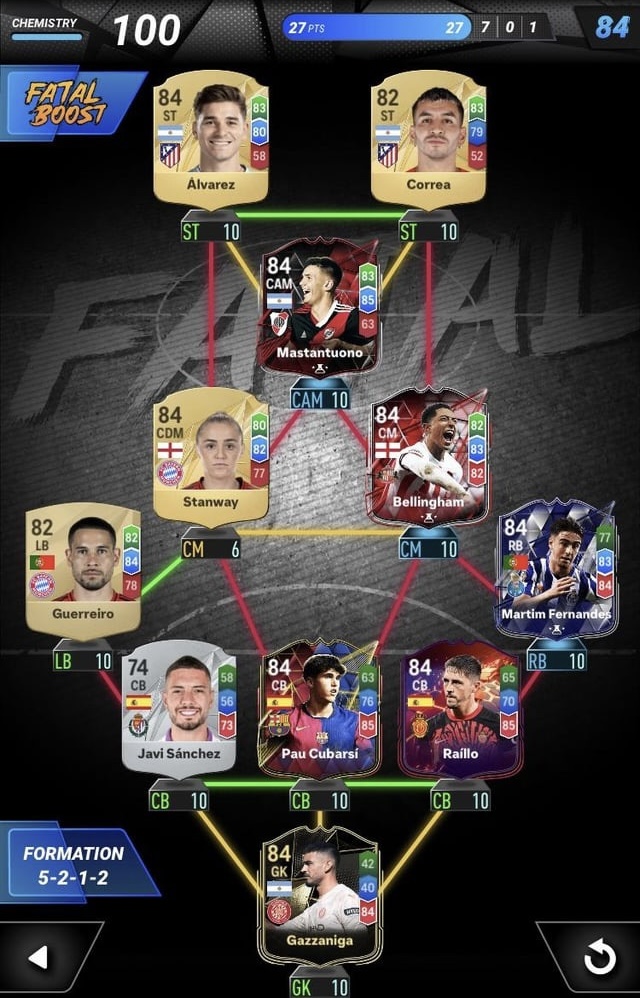 CHEMISTRY 100 27 PTS 27 7 0 1 84
FATAL
BOOST
84 ST 83 80 58
Álvarez
ST 10
82 ST 83 79 52
Correa
ST 10
84 CAM 83 85 63
Mastantuono
CAM 10
84 CDM 80 82 77
Stanway
CM 6
84 CM 82 83 82
Bellingham
CM 10
82 LB 82 84 78
Guerreiro
LB 10
84 RB 77 83 84
Martim Fernandes
RB 10
74 CB 58 56 73
Javi Sánchez
CB 10
84 CB 63 76 85
Pau Cubarsí
CB 10
84 CB 65 70 85
Raíllo
CB 10
84 GK 42 40 84
Gazzaniga
GK 10
FORMATION
5-2-1-2